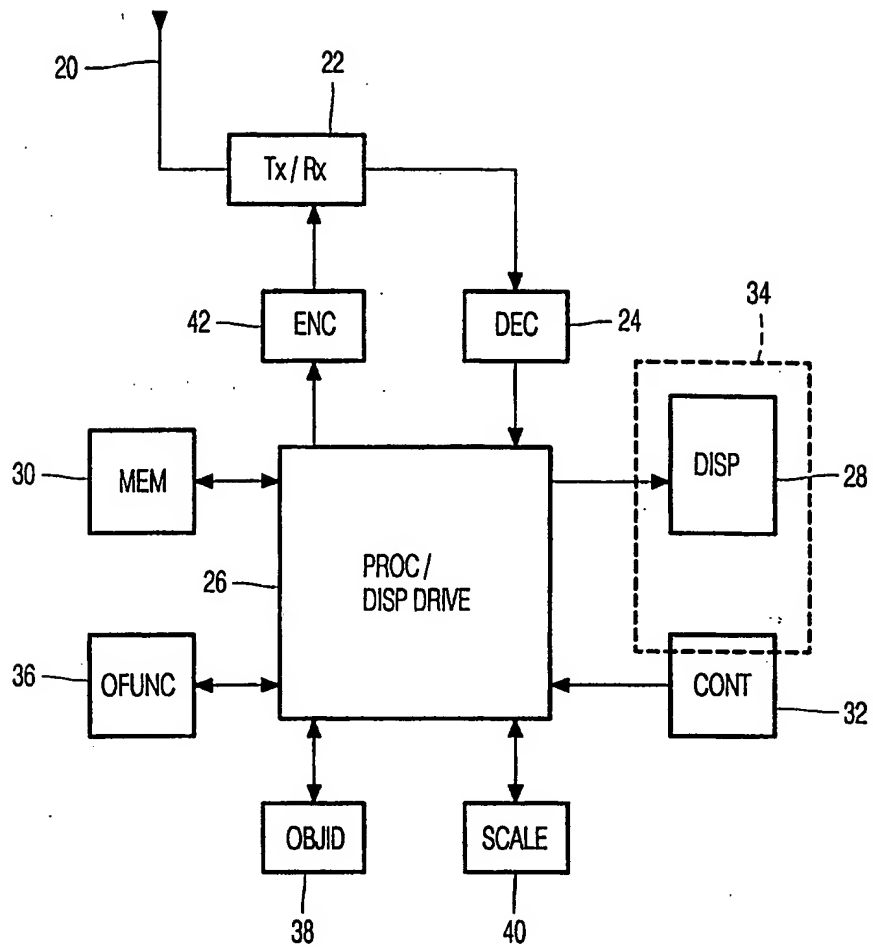 20
22
Tx / Rx
42
ENC
DEC
24
34
30
MEM
DISP
28
26
PROC /
DISP DRIVE
36
OFUNC
CONT
32
OBJID
SCALE
38
40